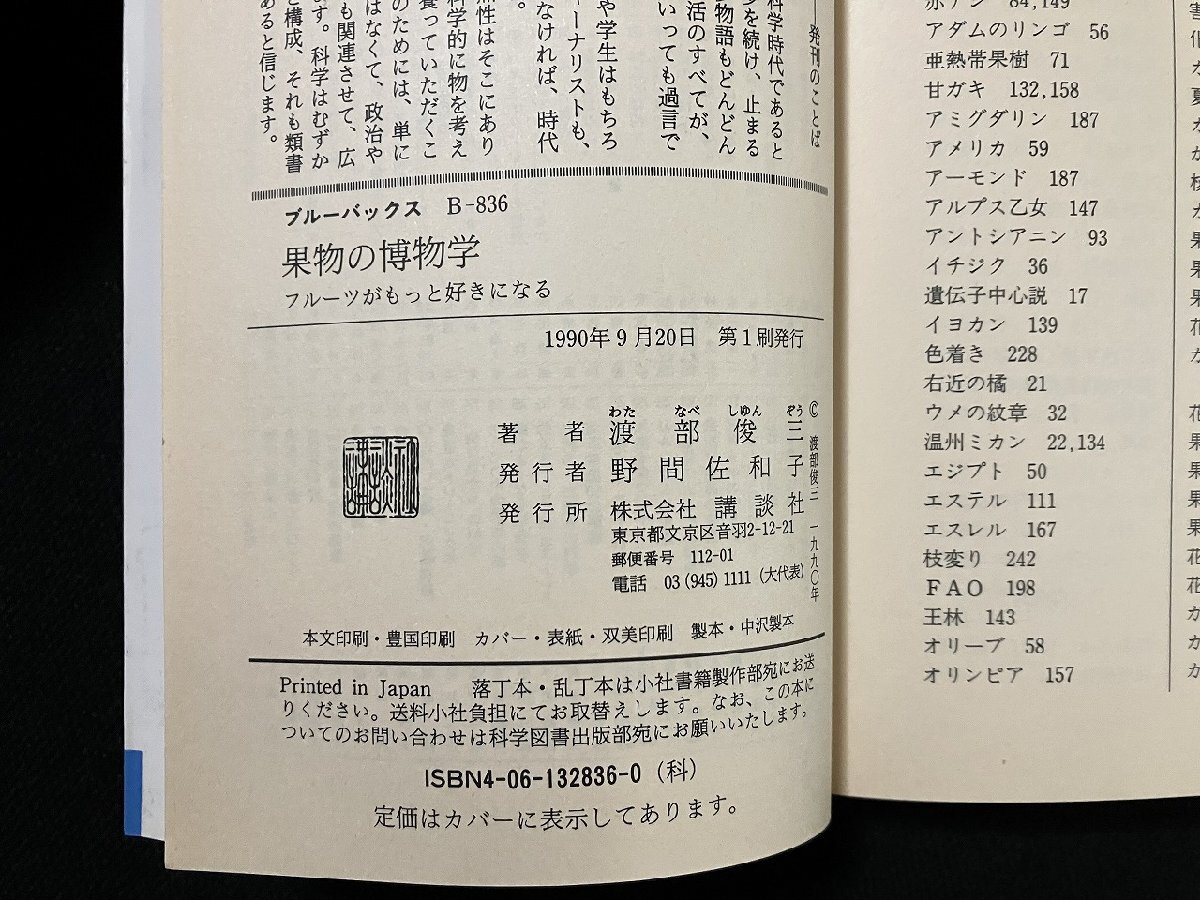 発刊のことば
科学時代であると
を続け、止まる
物語もどんどん
活のすべてが、
いっても過言で
や学生はもちろ
ーナリストも、
なければ、時代
。
然性はそこにあり
科学的に物を考え
養っていただくこ
のためには、単に
はなくて、政治や
も関連させて、広
ます。科学はむずか
と構成、それも類書
あると信じます。
ブルーバックス B-836
果物の博物学
フルーツがもっと好きになる
1990年9月20日 第1刷発行
わた なべ しゆん ぞう
著者 渡部俊三
発行者 野間佐和子
発行所 株式会社 講談社
東京都文京区音羽2-12-21
郵便番号 112-01
電話 03(945)1111(大代表)
© 渡部俊三 一九九〇年
本文印刷・豊国印刷 カバー・表紙・双美印刷 製本・中沢製本
Printed in Japan 落丁本・乱丁本は小社書籍製作部宛にお送
りください。送料小社負担にてお取替えします。なお、この本に
ついてのお問い合わせは科学図書出版部宛にお願いいたします。
ISBN4-06-132836-0(科)
定価はカバーに表示してあります。
84,149
アダムのリンゴ 56
亜熱帯果樹 71
甘ガキ 132,158
アミグダリン 187
アメリカ 59
アーモンド 187
アルプス乙女 147
アントシアニン 93
イチジク 36
遺伝子中心説 17
イヨカン 139
色着き 228
右近の橘 21
ウメの紋章 32
温州ミカン 22,134
エジプト 50
エステル 111
エスレル 167
枝変り 242
FAO 198
王林 143
オリーブ 58
オリンピア 157